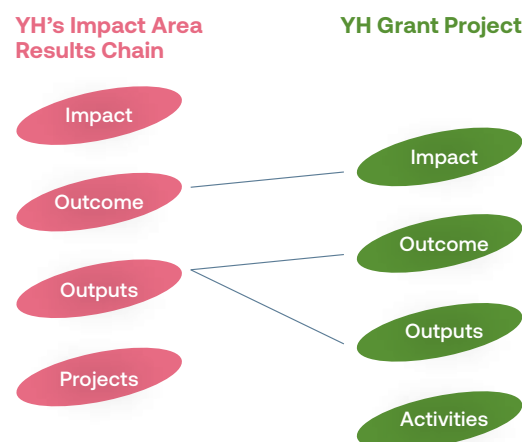 YH's Impact Area
Results Chain
Impact
Outcome
Outputs
Projects
YH Grant Project
Impact
Outcome
Outputs
Activities